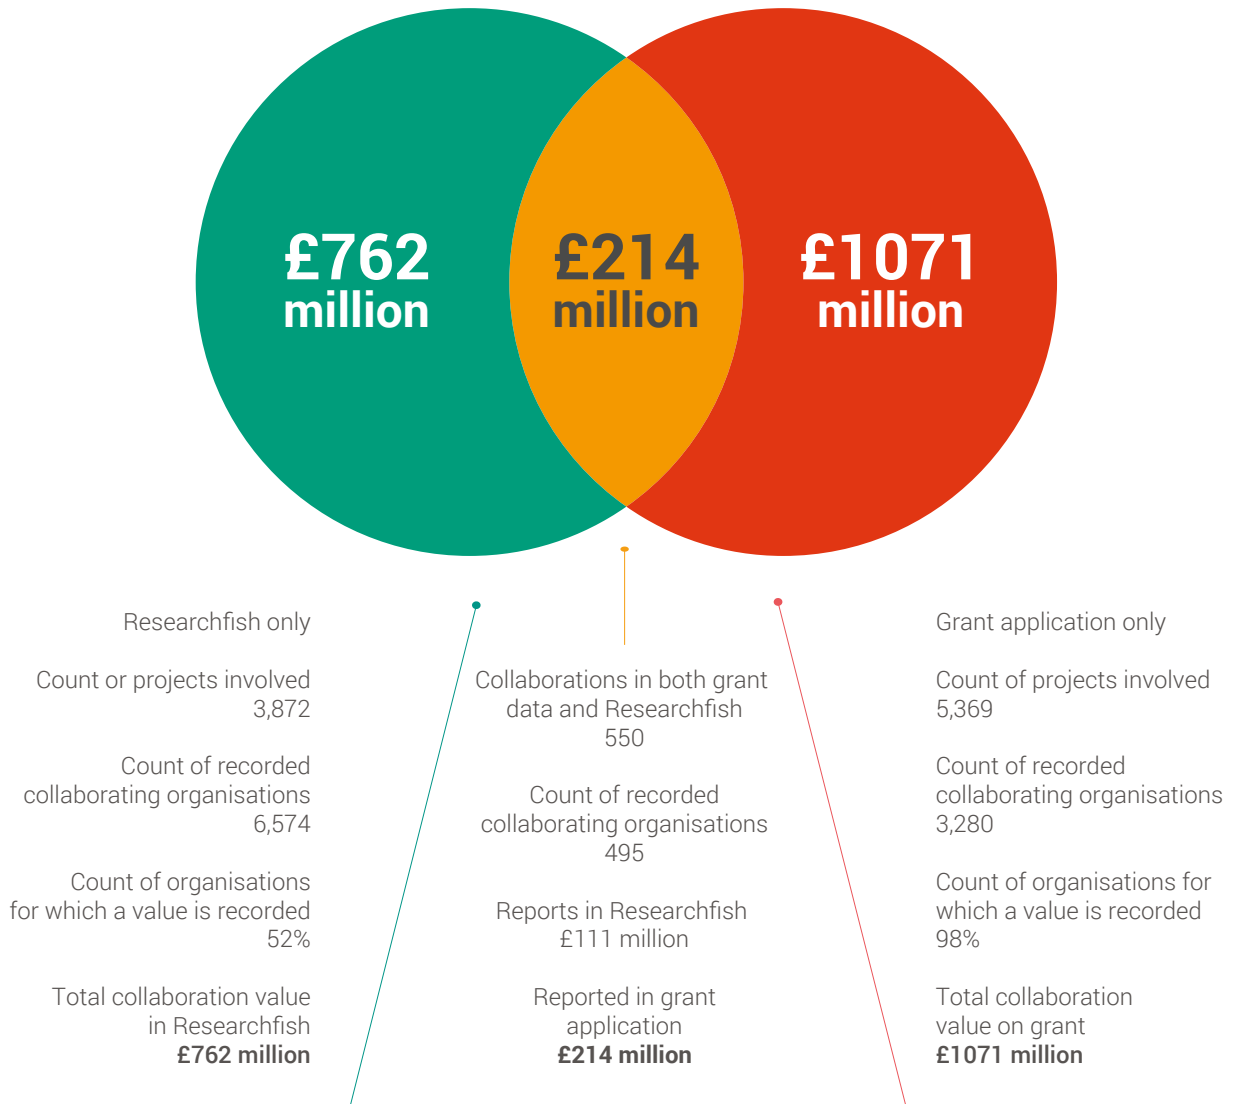 £762
million
£214
million
£1071
million
Researchfish only
Count or projects involved
3,872
Count of recorded
collaborating organisations
6,574
Count of organisations
for which a value is recorded
52%
Total collaboration value
in Researchfish
£762 million
Collaborations in both grant
data and Researchfish
550
Count of recorded
collaborating organisations
495
Reports in Researchfish
£111 million
Reported in grant
application
£214 million
Grant application only
Count of projects involved
5,369
Count of recorded
collaborating organisations
3,280
Count of organisations for
which a value is recorded
98%
Total collaboration
value on grant
£1071 million